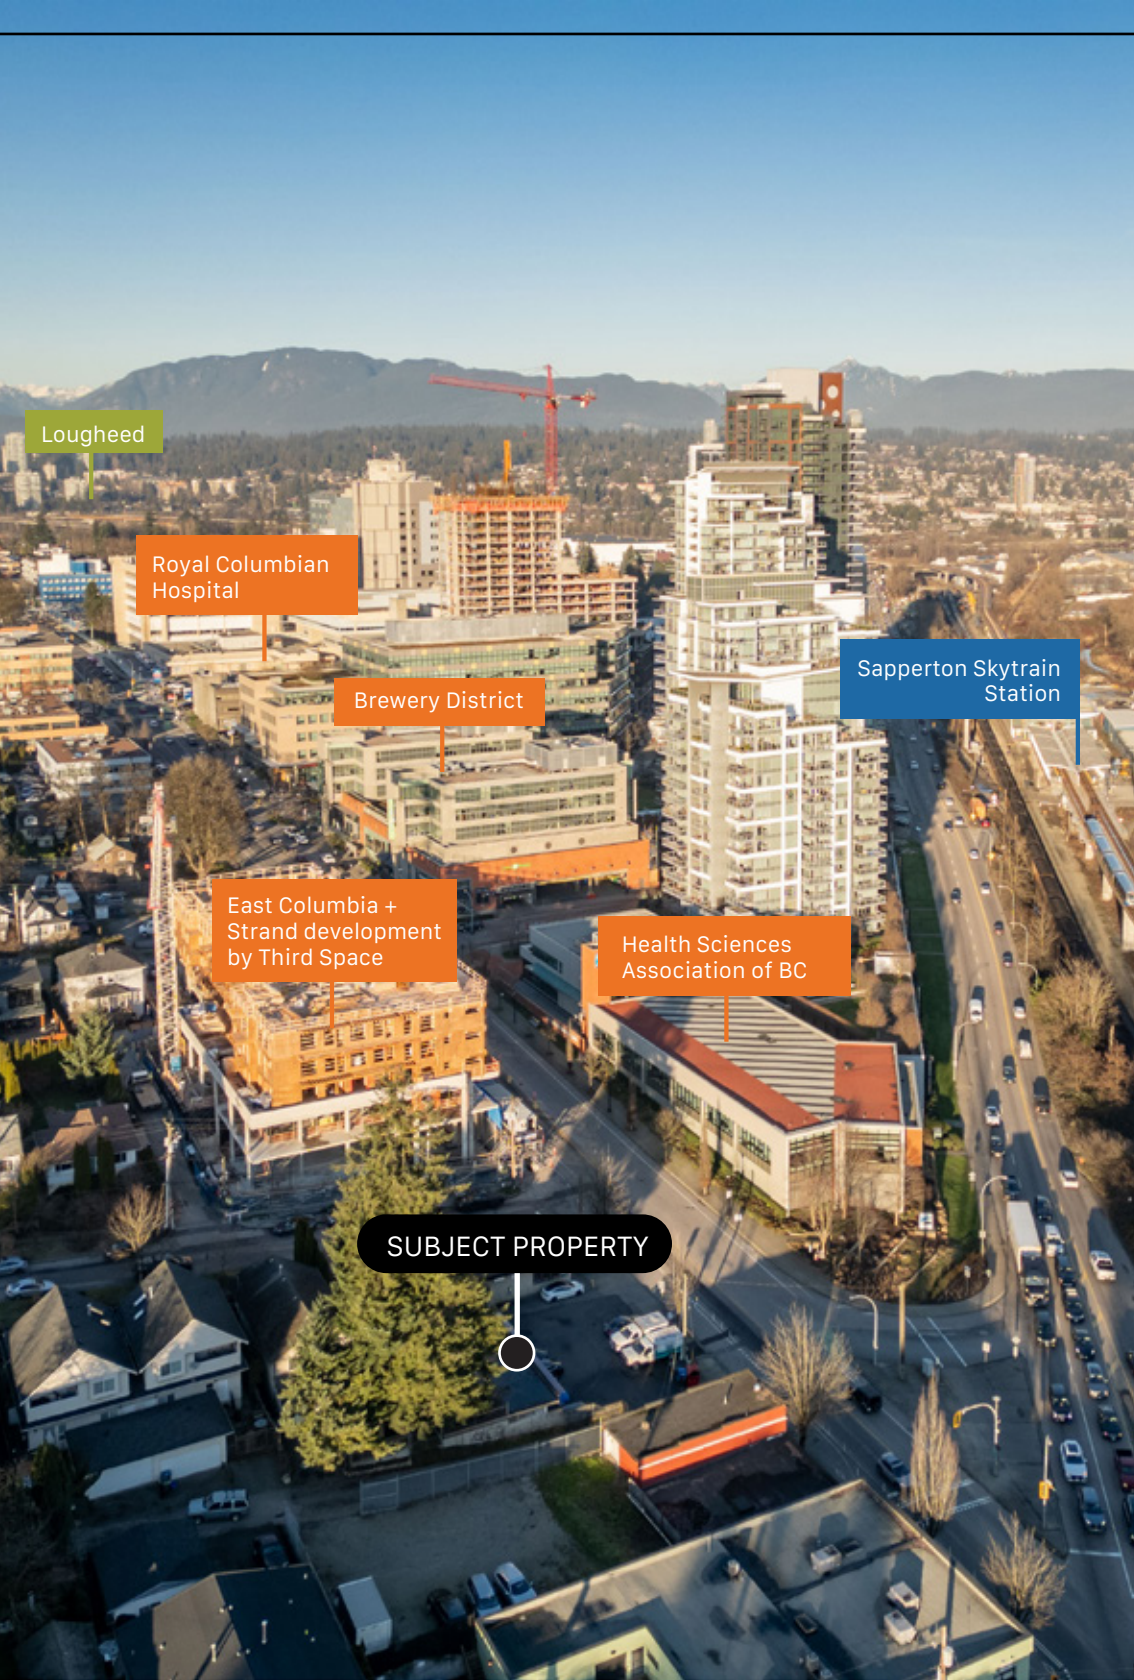 Lougheed
Royal Columbian
Hospital
Sapperton Skytrain
Station
Brewery District
East Columbia +
Strand development
by Third Space
Health Sciences
Association of BC
SUBJECT PROPERTY